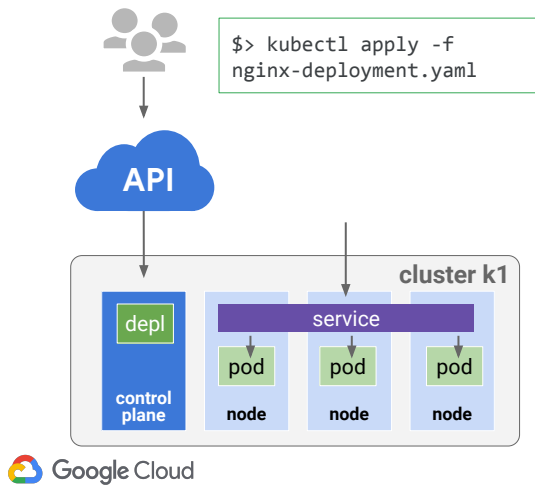 $> kubectl apply -f
nginx-deployment.yaml
API
cluster k1
depl
service
pod
pod
pod
control
plane
node
node
node
Google Cloud